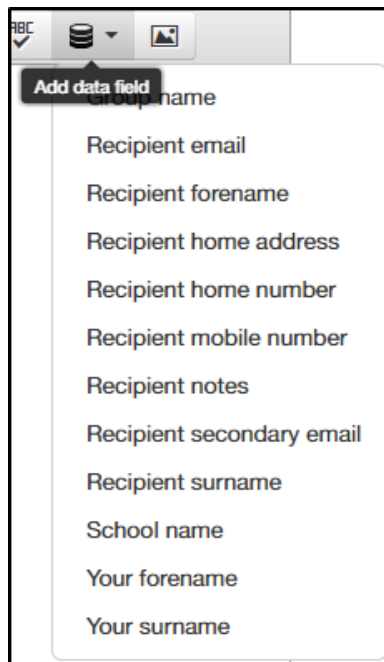 ABC
Add data field
Group name
Recipient email
Recipient forename
Recipient home address
Recipient home number
Recipient mobile number
Recipient notes
Recipient secondary email
Recipient surname
School name
Your forename
Your surname